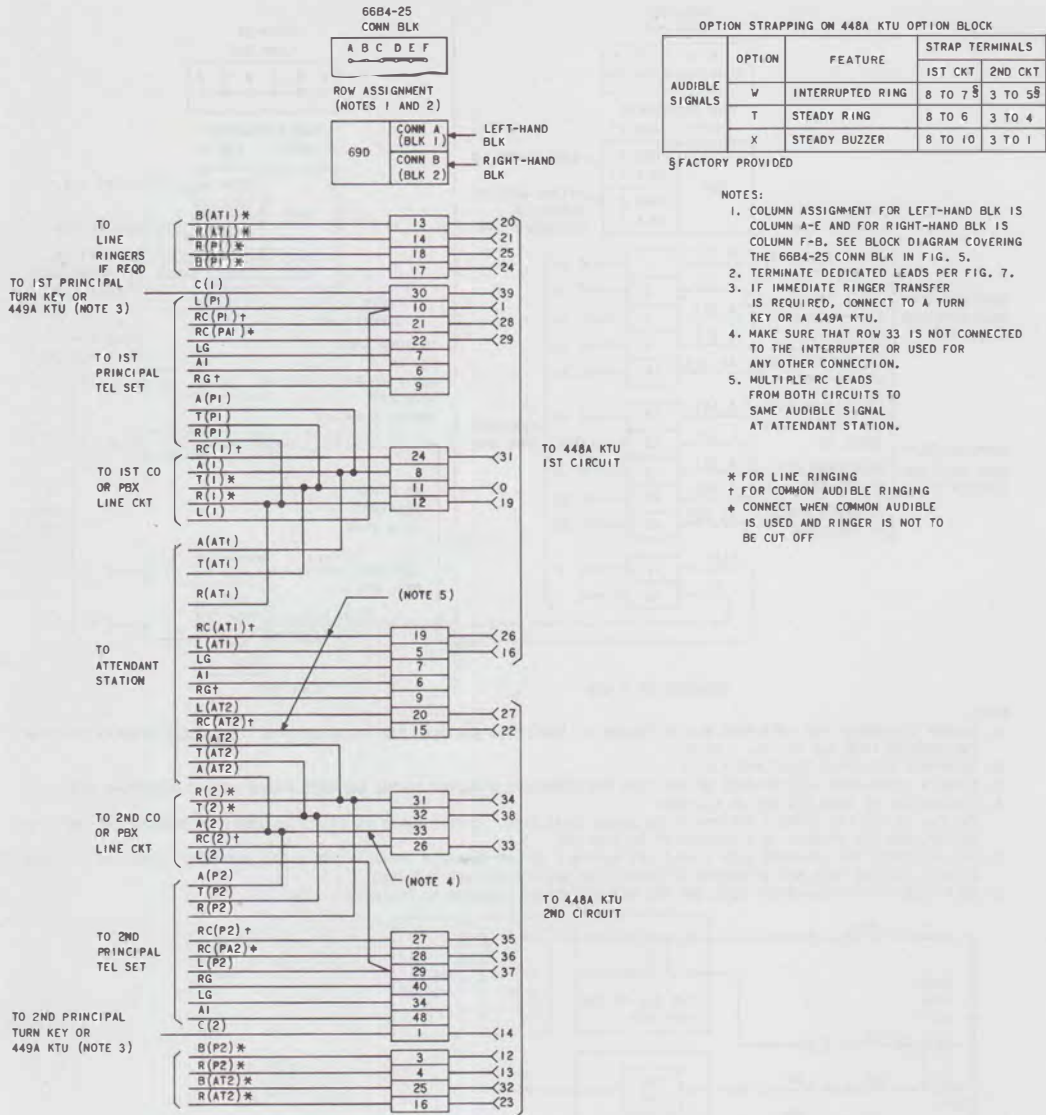 66B4-25
CONN BLK
A B C D E F
ROW ASSIGNMENT
(NOTES 1 AND 2)
69D
CONN A
(BLK 1)
LEFT-HAND
BLK
CONN B
(BLK 2)
RIGHT-HAND
BLK
OPTION STRAPPING ON 448A KTU OPTION BLOCK
AUDIBLE
SIGNALS
OPTION
FEATURE
STRAP TERMINALS
1ST CKT
2ND CKT
W
INTERRUPTED RING
8 TO 7§
3 TO 5§
T
STEADY RING
8 TO 6
3 TO 4
X
STEADY BUZZER
8 TO 10
3 TO 1
§FACTORY PROVIDED
NOTES:
1. COLUMN ASSIGNMENT FOR LEFT-HAND BLK IS
COLUMN A-E AND FOR RIGHT-HAND BLK IS
COLUMN F-B. SEE BLOCK DIAGRAM COVERING
THE 66B4-25 CONN BLK IN FIG. 5.
2. TERMINATE DEDICATED LEADS PER FIG. 7.
3. IF IMMEDIATE RINGER TRANSFER
IS REQUIRED, CONNECT TO A TURN
KEY OR A 449A KTU.
4. MAKE SURE THAT ROW 33 IS NOT CONNECTED
TO THE INTERRUPTER OR USED FOR
ANY OTHER CONNECTION.
5. MULTIPLE RC LEADS
FROM BOTH CIRCUITS TO
SAME AUDIBLE SIGNAL
AT ATTENDANT STATION.
* FOR LINE RINGING
† FOR COMMON AUDIBLE RINGING
⧫ CONNECT WHEN COMMON AUDIBLE
IS USED AND RINGER IS NOT TO
BE CUT OFF
TO
LINE
RINGERS
IF REQD
B(AT1)* 13 20
R(AT1)* 14 21
R(P1)* 18 25
B(P1)* 17 24
TO 1ST PRINCIPAL
TURN KEY OR
449A KTU (NOTE 3)
C(1) 30 39
TO 1ST
PRINCIPAL
TEL SET
L(P1) 10 1
RC(P1)† 21 28
RC(PA1)⧫ 22 29
LG 7
A1 6
RG† 9
A(P1)
T(P1)
R(P1)
TO 1ST CO
OR PBX
LINE CKT
RC(1)† 24 31
A(1) 8
T(1)* 11 0
R(1)* 12 19
L(1)
TO 448A KTU
1ST CIRCUIT
TO
ATTENDANT
STATION
A(AT1)
T(AT1)
R(AT1)
(NOTE 5)
RC(AT1)† 19 26
L(AT1) 5 16
LG 7
A1 6
RG† 9
L(AT2) 20 27
RC(AT2)† 15 22
R(AT2)
T(AT2)
A(AT2)
TO 2ND CO
OR PBX
LINE CKT
R(2)* 31 34
T(2)* 32 38
A(2) 33
RC(2)† 26 33
L(2)
(NOTE 4)
TO 448A KTU
2ND CIRCUIT
TO 2ND
PRINCIPAL
TEL SET
A(P2)
T(P2)
R(P2)
RC(P2)† 27 35
RC(PA2)⧫ 28 36
L(P2) 29 37
RG 40
LG 34
A1 48
TO 2ND PRINCIPAL
TURN KEY OR
449A KTU (NOTE 3)
C(2) 1 14
B(P2)* 3 12
R(P2)* 4 13
B(AT2)* 25 32
R(AT2)* 16 23